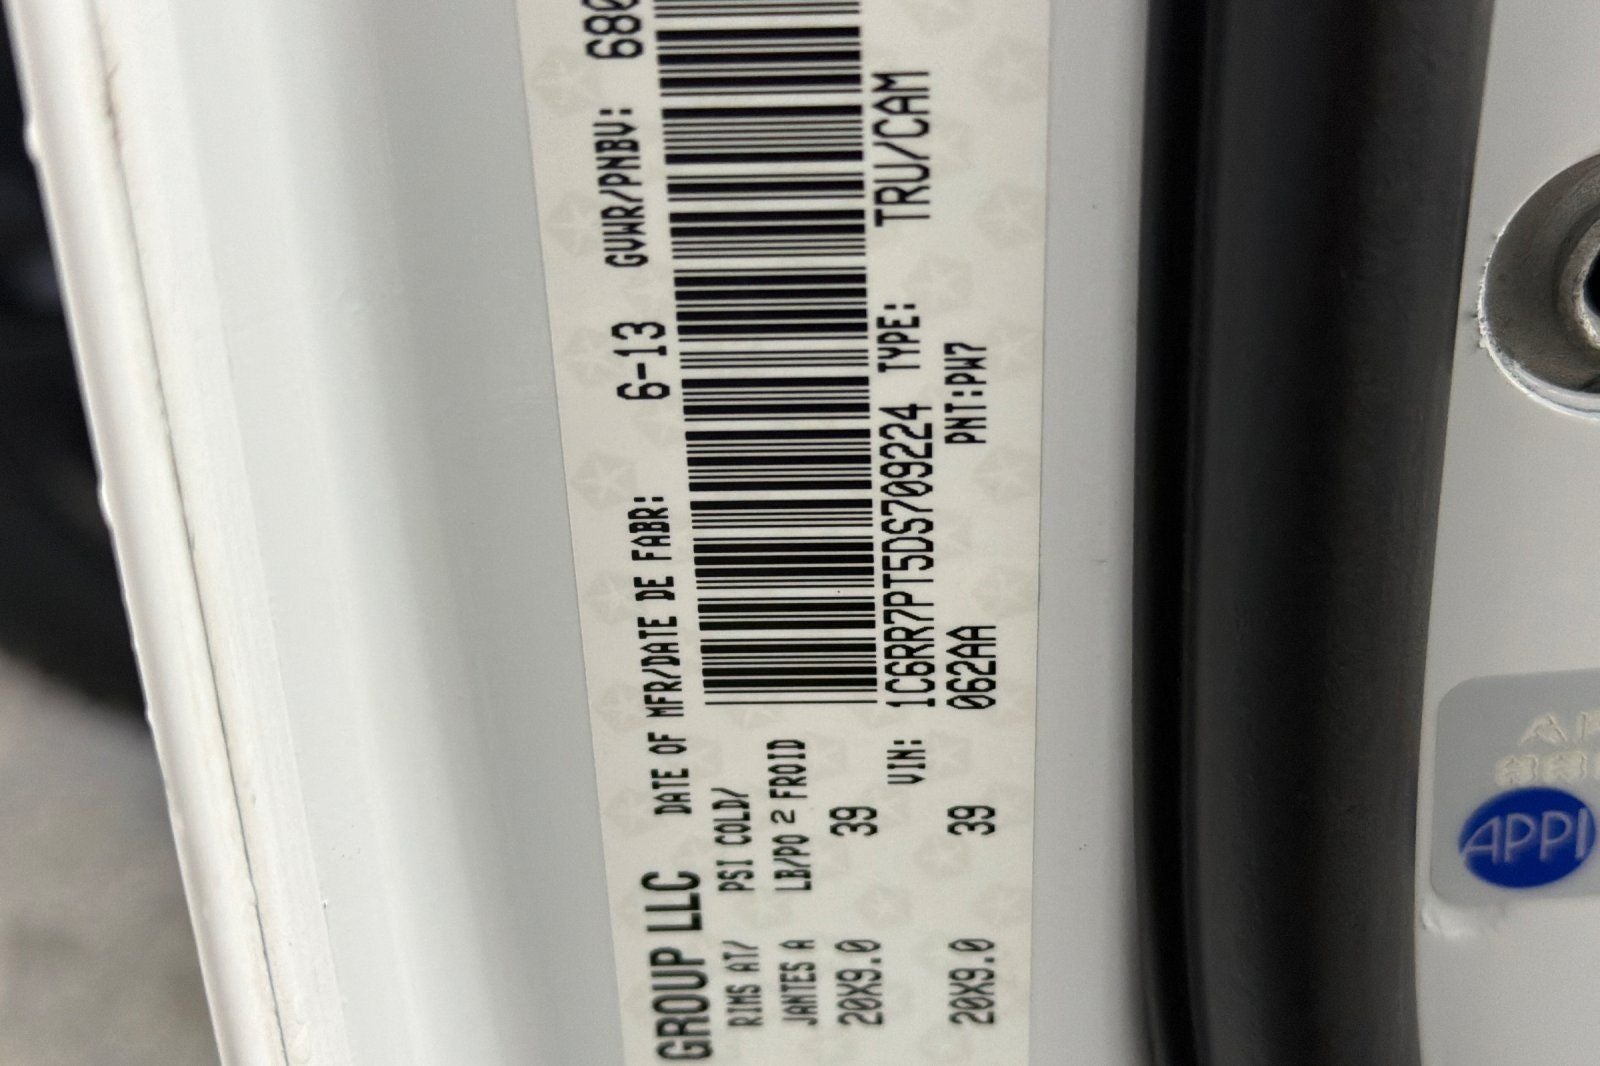 GROUP LLC
DATE OF MFR/DATE DE FABR: 6-13 GVWR/PNBV: 680
RIMS AT/ PSI COLD/
JANTES A LB/PO 2 FROID
20X9.0 39
VIN: 1C6RR7PT5DS709224 TYPE: TRU/CAM
20X9.0 39 062AA PNT:PW7
APPI